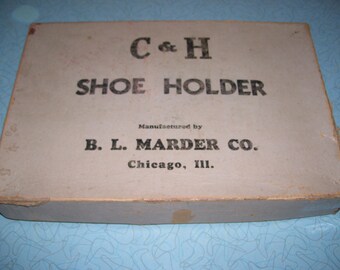 C & H
SHOE HOLDER
Manufactured by
B. L. MARDER CO.
Chicago, Ill.